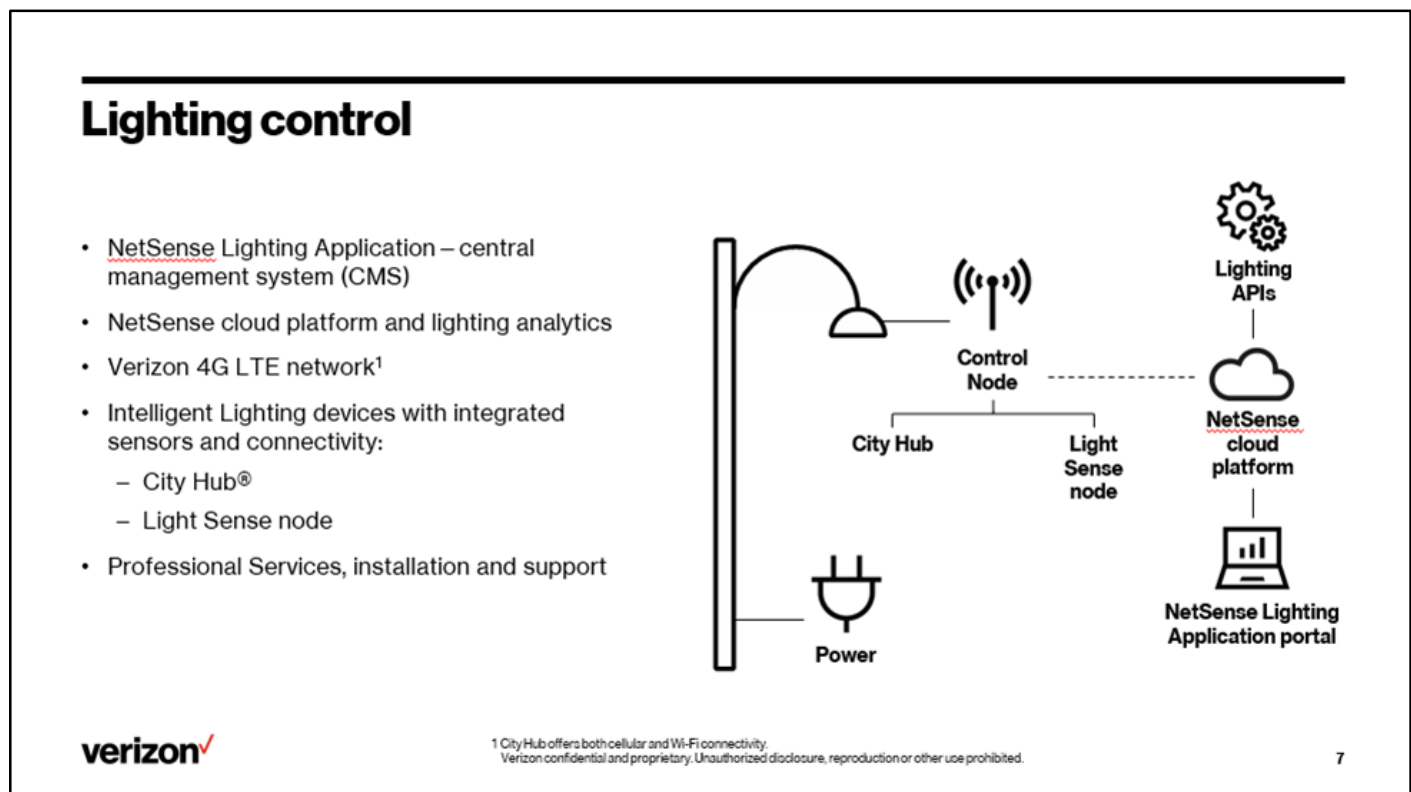 Lighting control
• NetSense Lighting Application – central
management system (CMS)
• NetSense cloud platform and lighting analytics
• Verizon 4G LTE network¹
• Intelligent Lighting devices with integrated
sensors and connectivity:
– City Hub®
– Light Sense node
• Professional Services, installation and support
Control
Node
City Hub
Light
Sense
node
Power
Lighting
APIs
NetSense
cloud
platform
NetSense Lighting
Application portal
verizon✓
1 City Hub offers both cellular and Wi-Fi connectivity.
Verizon confidential and proprietary. Unauthorized disclosure, reproduction or other use prohibited.
7